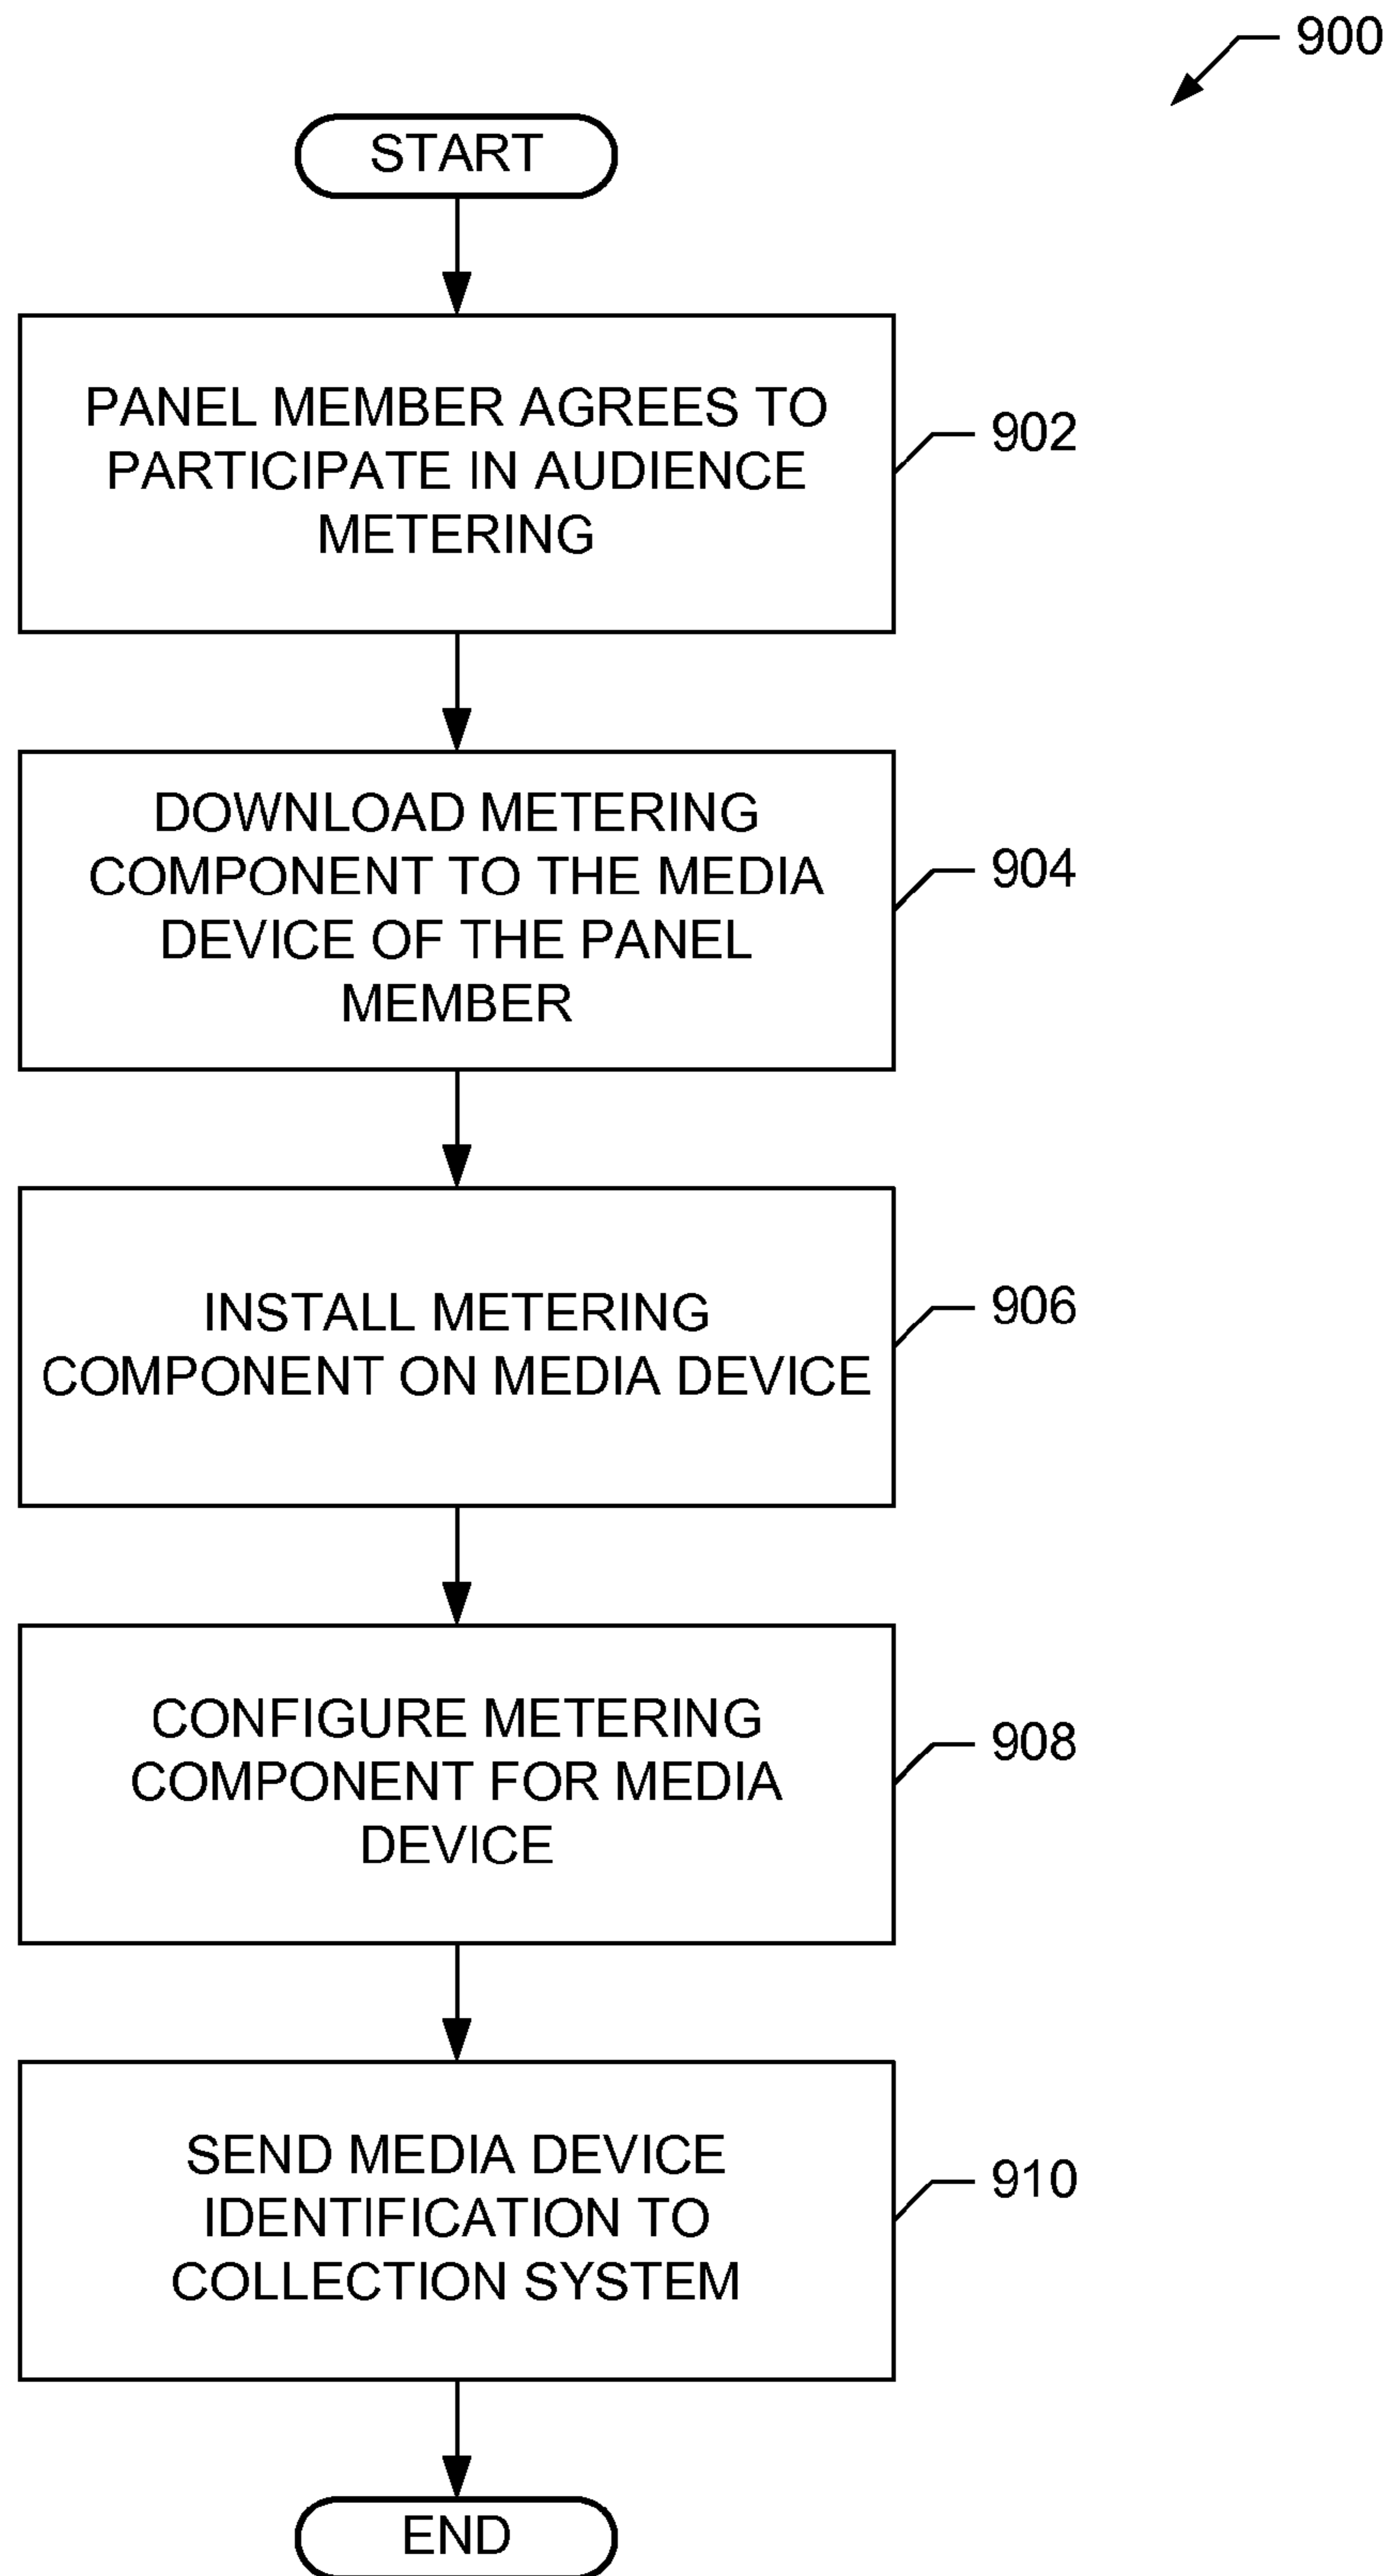 900
START
PANEL MEMBER AGREES TO
PARTICIPATE IN AUDIENCE
METERING
902
DOWNLOAD METERING
COMPONENT TO THE MEDIA
DEVICE OF THE PANEL
MEMBER
904
INSTALL METERING
COMPONENT ON MEDIA DEVICE
906
CONFIGURE METERING
COMPONENT FOR MEDIA
DEVICE
908
SEND MEDIA DEVICE
IDENTIFICATION TO
COLLECTION SYSTEM
910
END